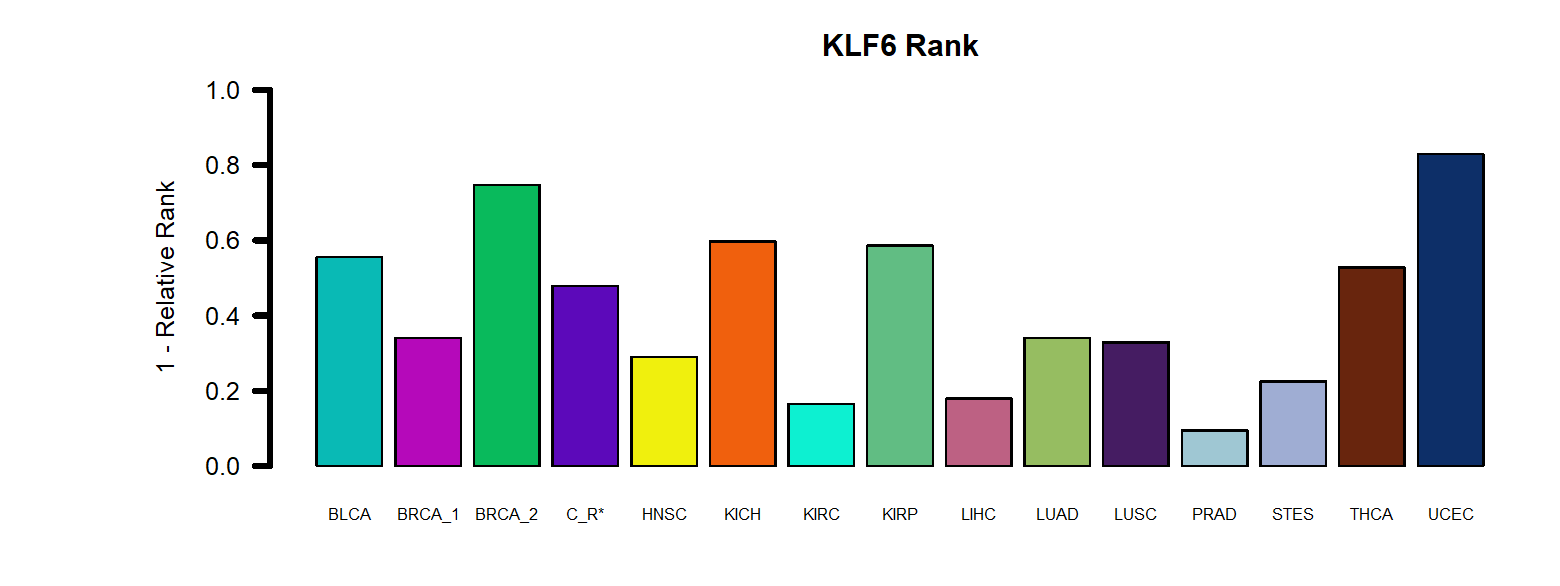 KLF6 Rank
1 - Relative Rank
1.0
0.8
0.6
0.4
0.2
0.0
BLCA BRCA_1 BRCA_2 C_R* HNSC KICH KIRC KIRP LIHC LUAD LUSC PRAD STES THCA UCEC